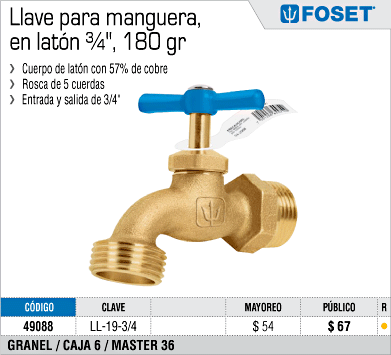 Llave para manguera,
en latón ¾", 180 gr
FOSET®
Cuerpo de latón con 57% de cobre
Rosca de 5 cuerdas
Entrada y salida de 3/4"
CÓDIGO CLAVE MAYOREO PÚBLICO R
49088 LL-19-3/4 $ 54 $ 67
GRANEL / CAJA 6 / MASTER 36